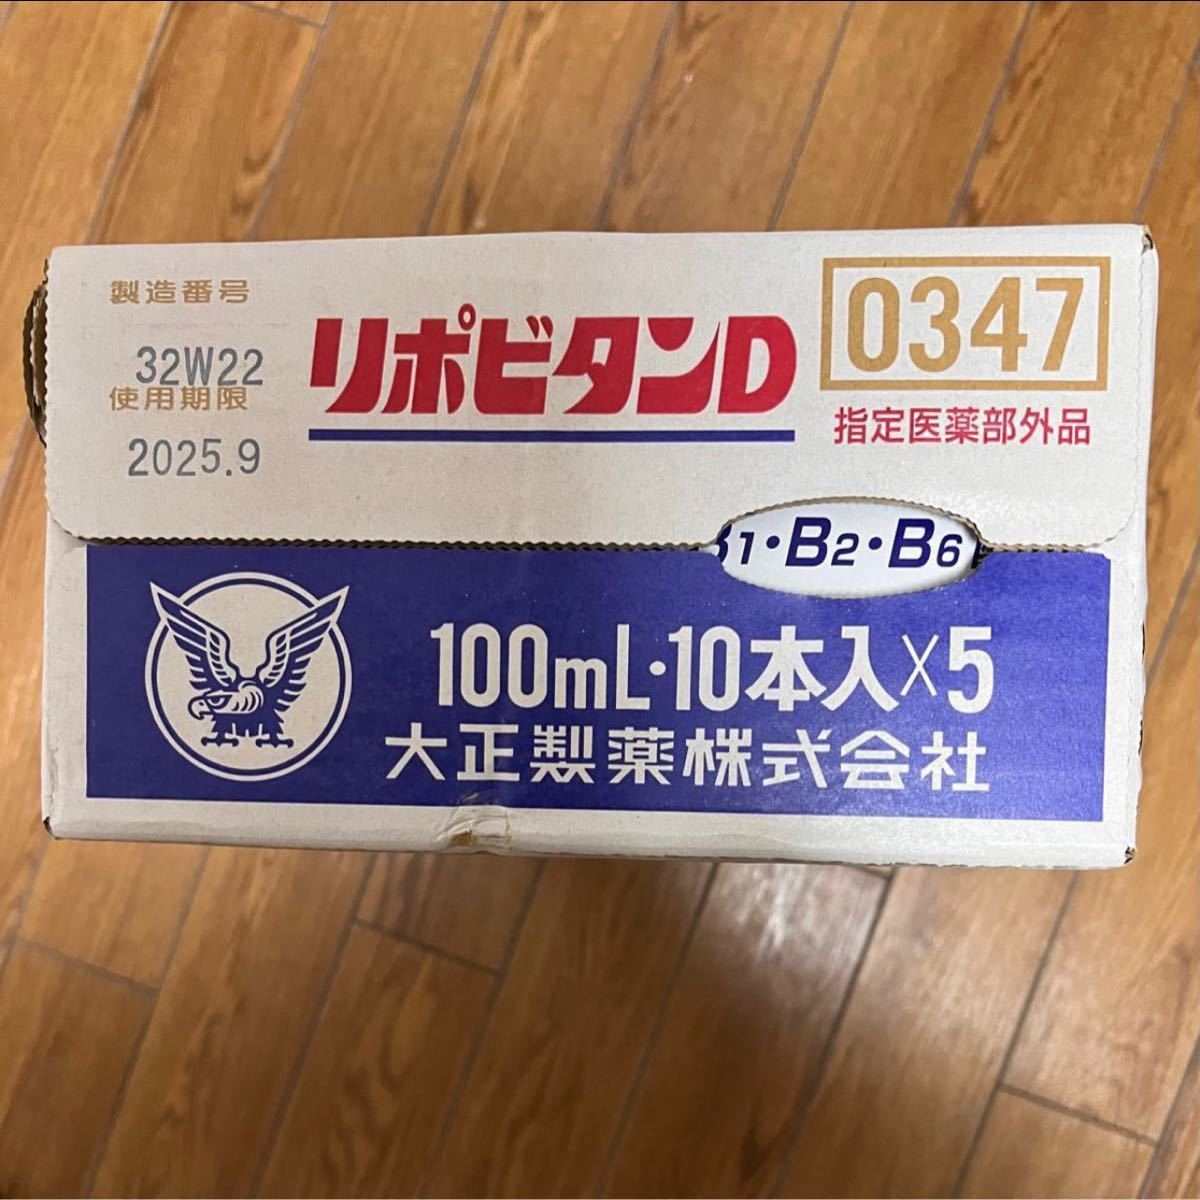 製造番号
32W22
使用期限
2025.9
リポビタンD
0347
指定医薬部外品
1・B2・B6
100mL・10本入×5
大正製薬株式会社